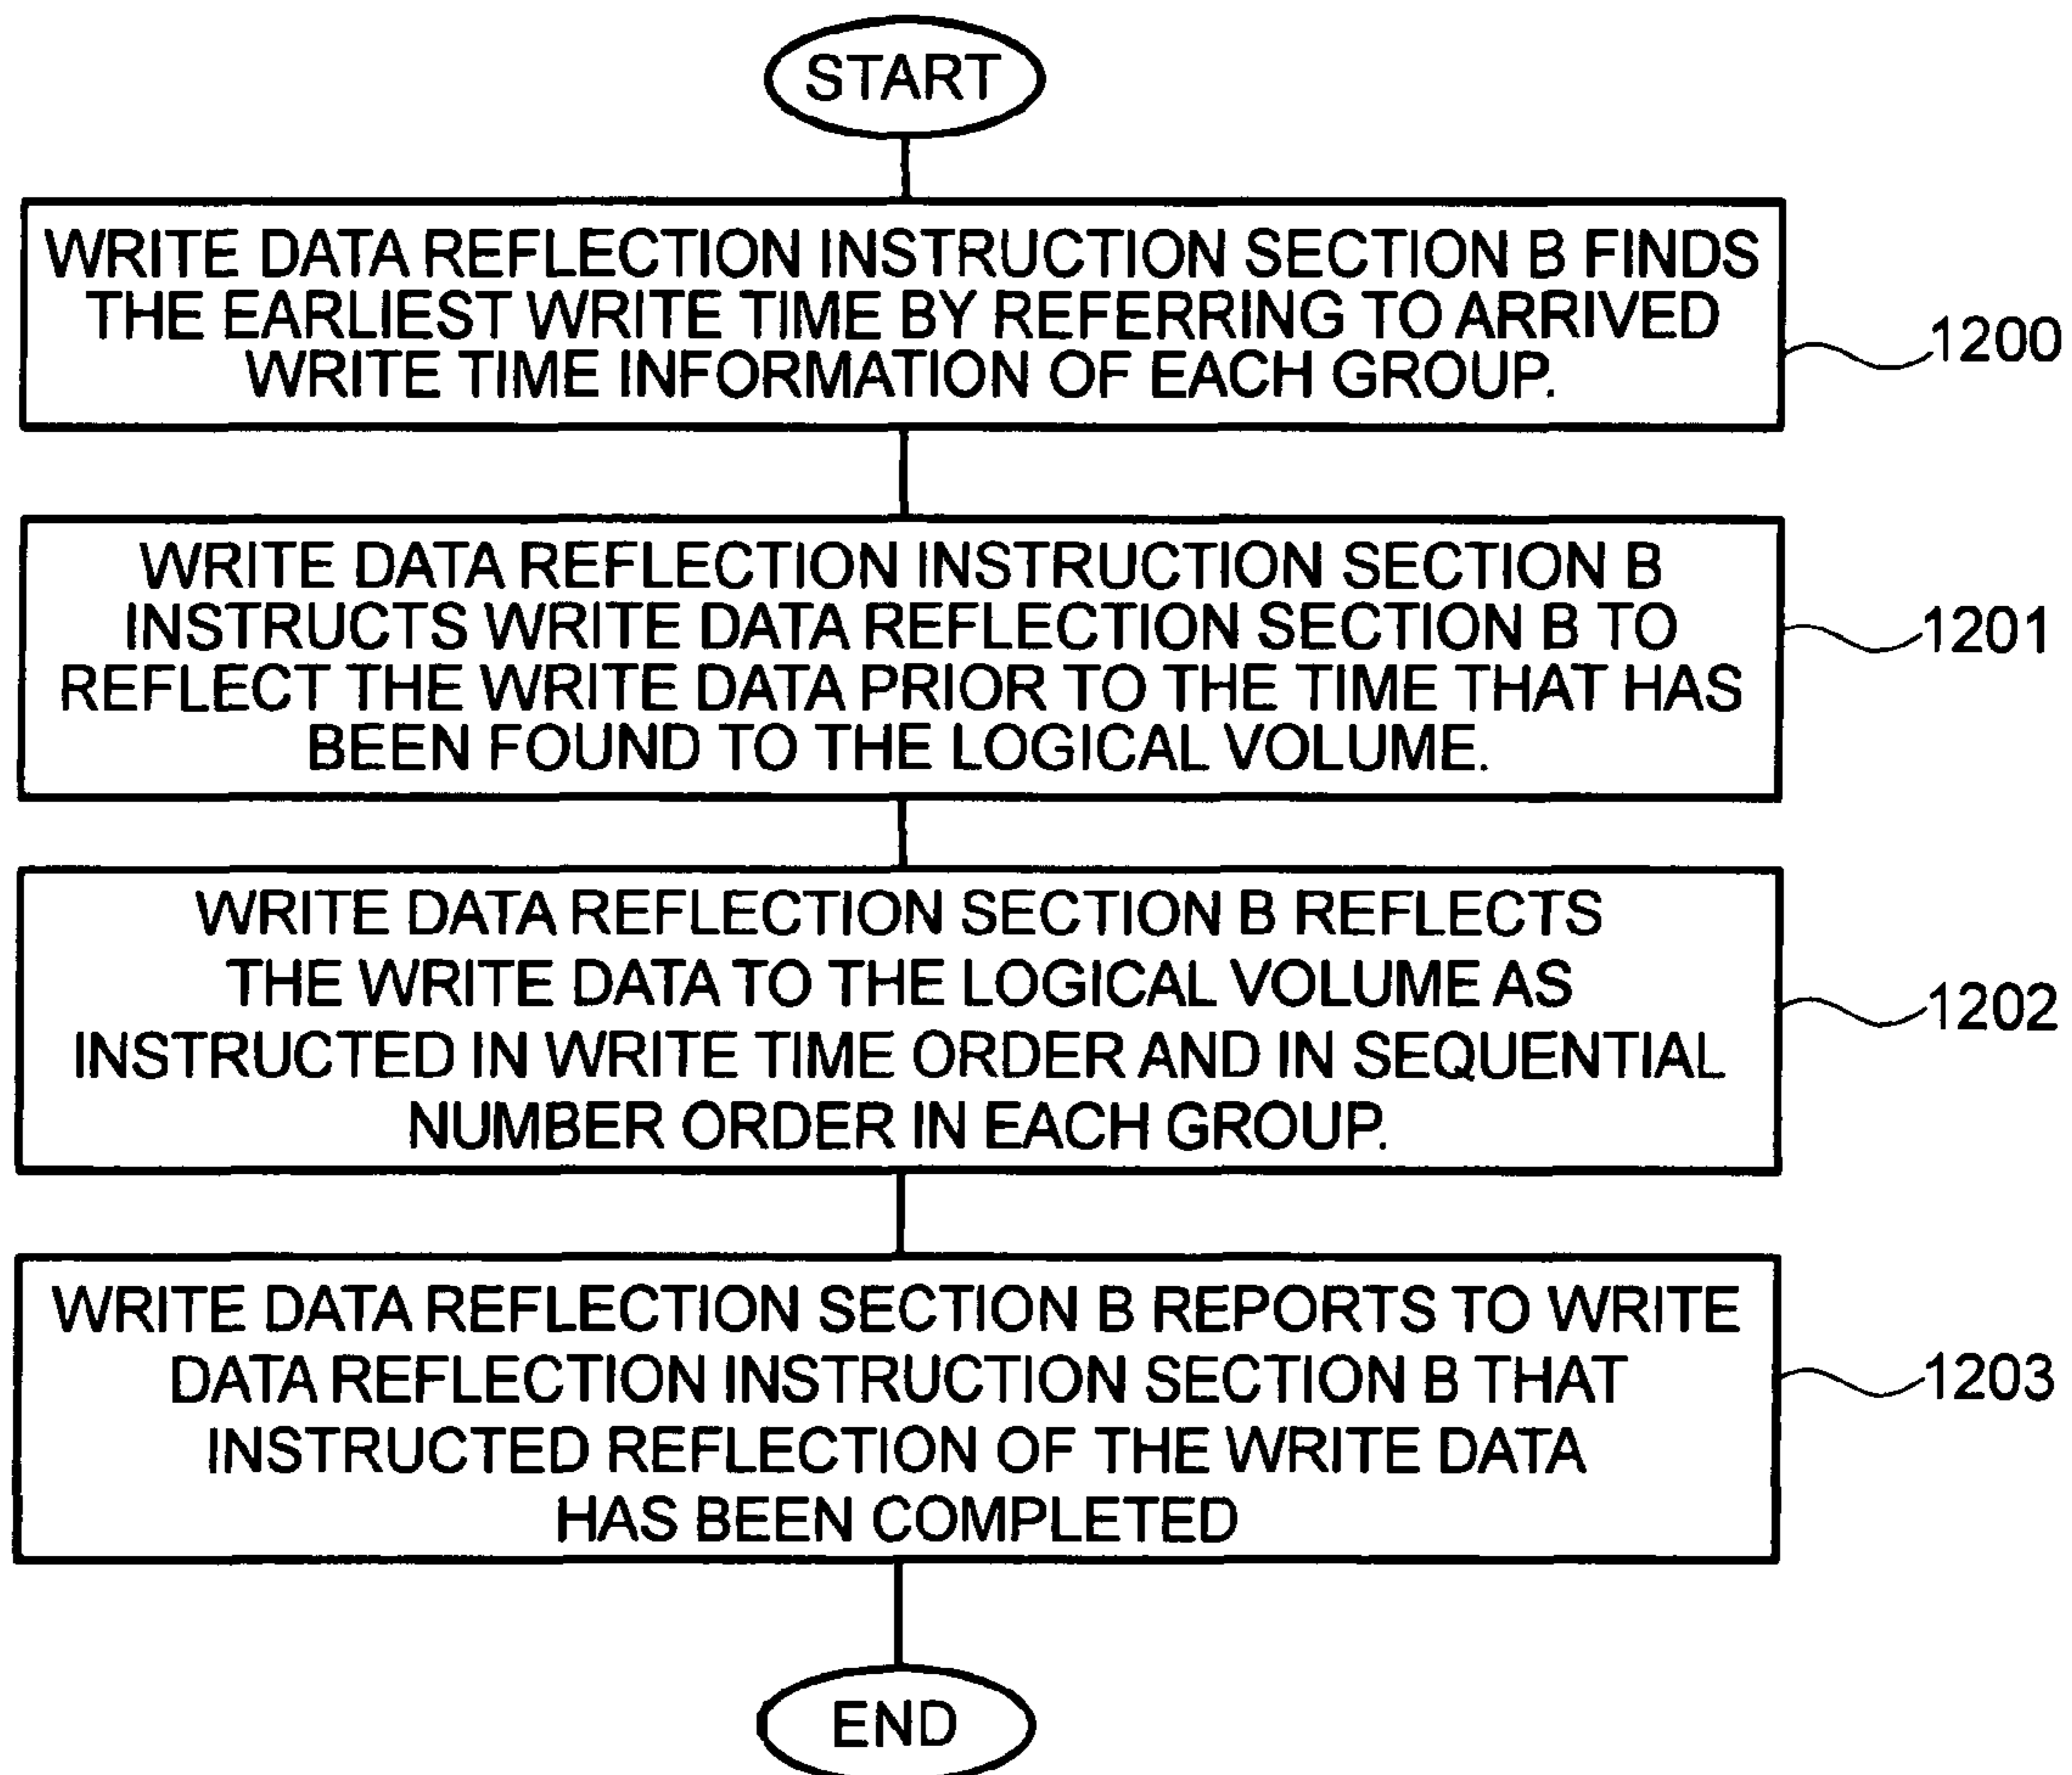 START
WRITE DATA REFLECTION INSTRUCTION SECTION B FINDS
THE EARLIEST WRITE TIME BY REFERRING TO ARRIVED
WRITE TIME INFORMATION OF EACH GROUP.
1200
WRITE DATA REFLECTION INSTRUCTION SECTION B
INSTRUCTS WRITE DATA REFLECTION SECTION B TO
REFLECT THE WRITE DATA PRIOR TO THE TIME THAT HAS
BEEN FOUND TO THE LOGICAL VOLUME.
1201
WRITE DATA REFLECTION SECTION B REFLECTS
THE WRITE DATA TO THE LOGICAL VOLUME AS
INSTRUCTED IN WRITE TIME ORDER AND IN SEQUENTIAL
NUMBER ORDER IN EACH GROUP.
1202
WRITE DATA REFLECTION SECTION B REPORTS TO WRITE
DATA REFLECTION INSTRUCTION SECTION B THAT
INSTRUCTED REFLECTION OF THE WRITE DATA
HAS BEEN COMPLETED
1203
END